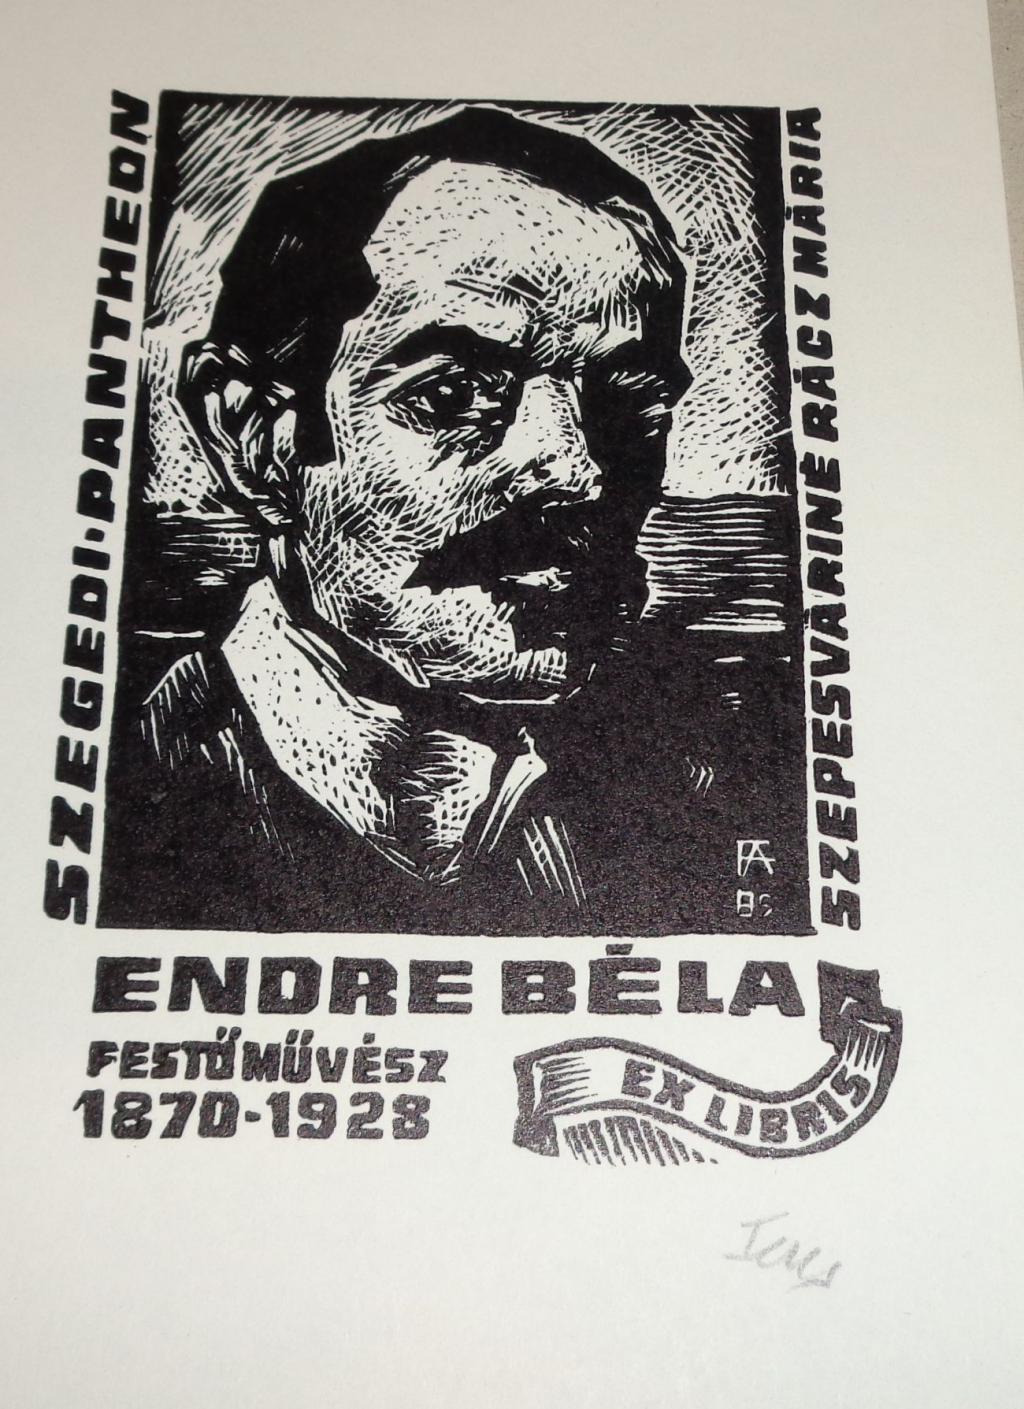 SZEGEDI·PANTHEON
SZEPESVÁRINÉ RÁCZ MÁRIA
ENDRE BÉLA
FESTŐMŰVÉSZ
1870-1928
EX LIBRIS